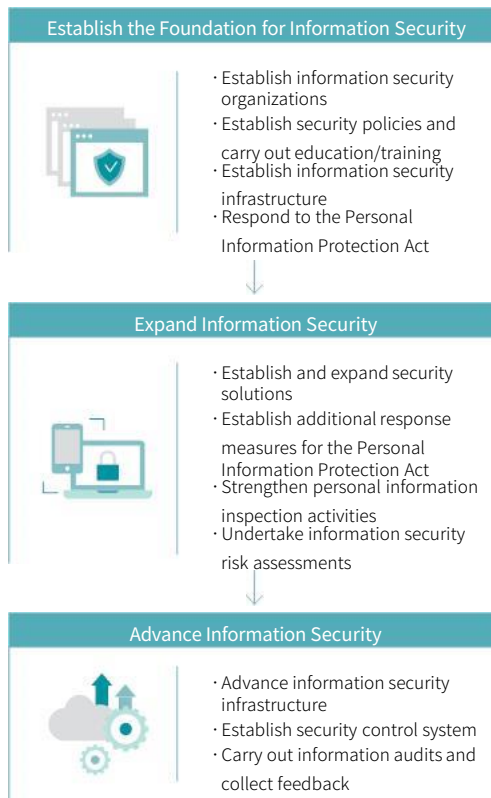 Establish the Foundation for Information Security
· Establish information security
organizations
· Establish security policies and
carry out education/training
· Establish information security
infrastructure
· Respond to the Personal
Information Protection Act
Expand Information Security
· Establish and expand security
solutions
· Establish additional response
measures for the Personal
Information Protection Act
· Strengthen personal information
inspection activities
· Undertake information security
risk assessments
Advance Information Security
· Advance information security
infrastructure
· Establish security control system
· Carry out information audits and
collect feedback